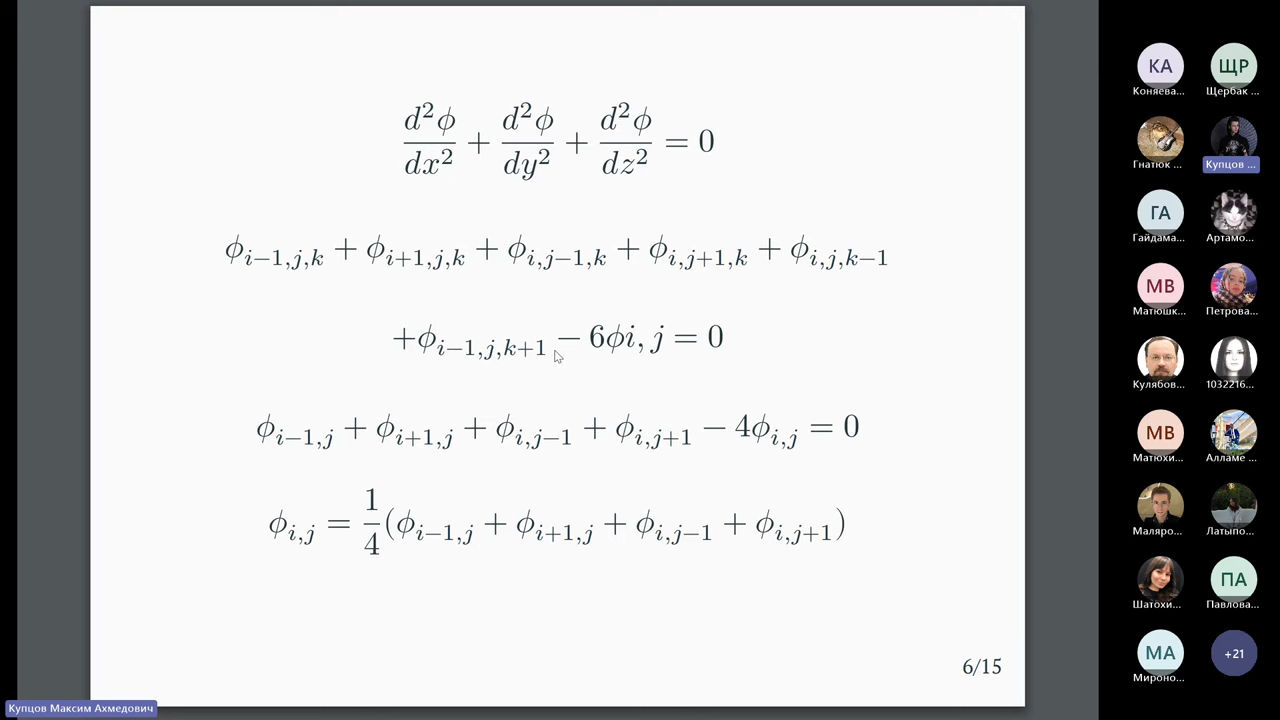 d²ϕ/dx² + d²ϕ/dy² + d²ϕ/dz² = 0
ϕ_{i−1,j,k} + ϕ_{i+1,j,k} + ϕ_{i,j−1,k} + ϕ_{i,j+1,k} + ϕ_{i,j,k−1}
+ϕ_{i−1,j,k+1} − 6ϕi, j = 0
ϕ_{i−1,j} + ϕ_{i+1,j} + ϕ_{i,j−1} + ϕ_{i,j+1} − 4ϕ_{i,j} = 0
ϕ_{i,j} = 1/4(ϕ_{i−1,j} + ϕ_{i+1,j} + ϕ_{i,j−1} + ϕ_{i,j+1})
6/15
Купцов Максим Ахмедович
КА ЩР
Коняева... Щербак ...
Гнатюк ... Купцов ...
ГА
Гайдама... Артамо...
МВ
Матюшк... Петрова...
Кулябов... 1032216...
МВ
Матюхи... Алламе ...
Маляро... Латыпо...
ПА
Шатохи... Павлова...
МА +21
Мироно...